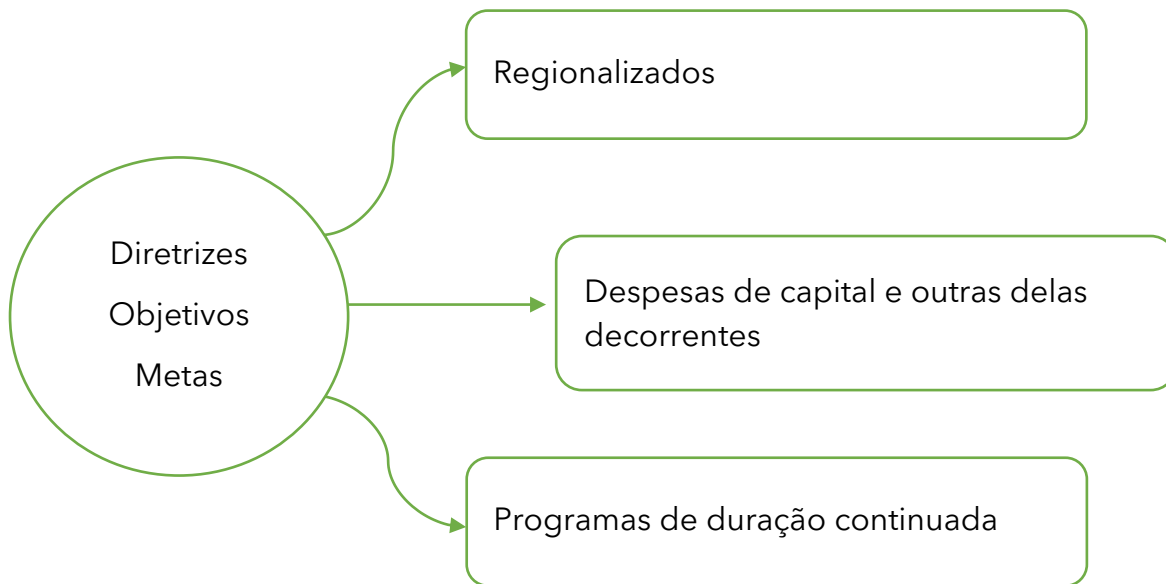 Regionalizados
Diretrizes
Objetivos
Metas
Despesas de capital e outras delas
decorrentes
Programas de duração continuada